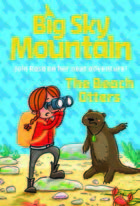 Big Sky
Mountain
The Beach
Otters